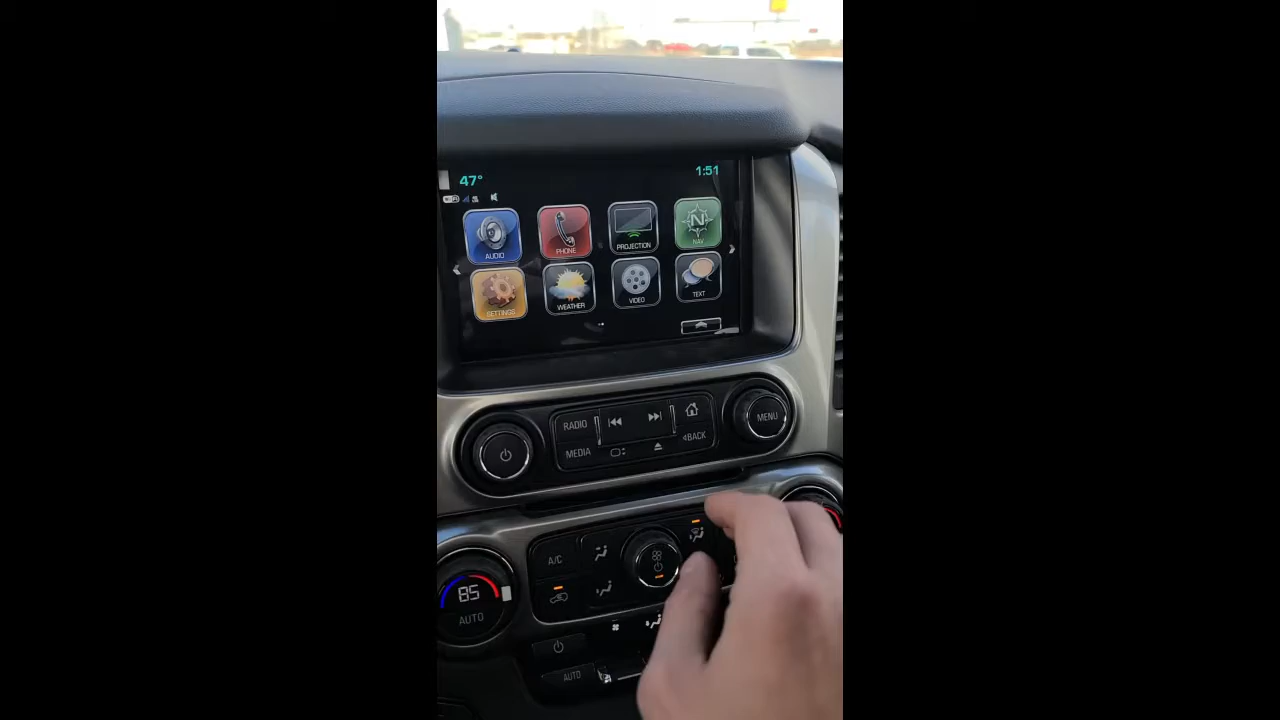 47°
1:51
AUDIO
PHONE
PROJECTION
NAV
SETTINGS
WEATHER
VIDEO
TEXT
RADIO
MEDIA
<BACK
MENU
A/C
85
AUTO
AUTO